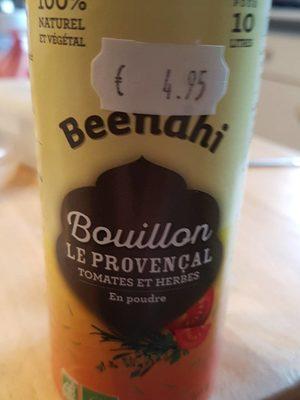 100%
NATUREL
ET VÉGÉTAL
10
LITRES
€ 4.95
Beendhi
Bouillon
LE PROVENÇAL
TOMATES ET HERBES
En poudre